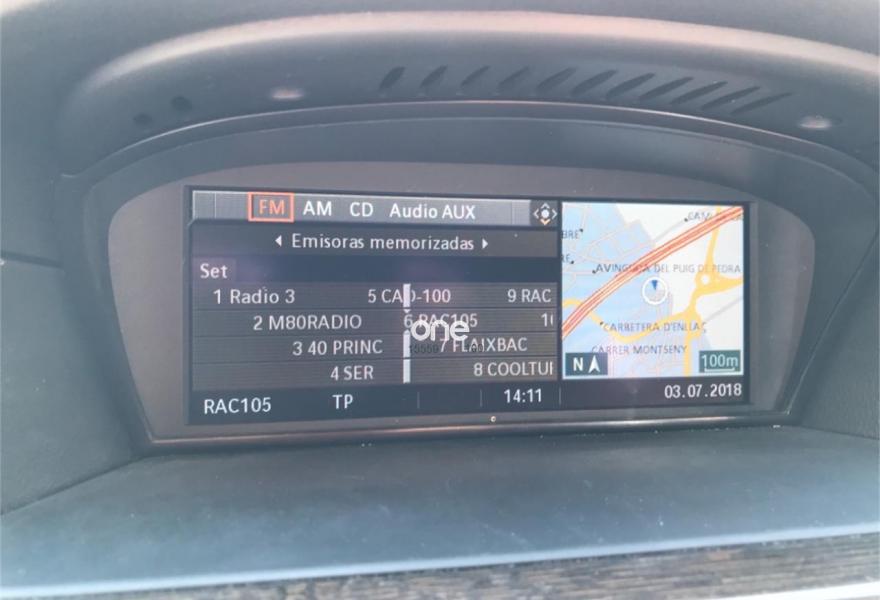 FM AM CD Audio AUX
Emisoras memorizadas
Set
1 Radio 3 5 CAD-100 9 RAC
2 M80RADIO 6 RAC105
3 40 PRINC 7 FLAIXBAC
4 SER 8 COOLTU
RAC105 TP 14:11
AVINGUDA DEL PUIG DE PEDRA
CARRETERA D'ENLLAÇ
CARRER MONTSENY
N 100m
03.07.2018
one